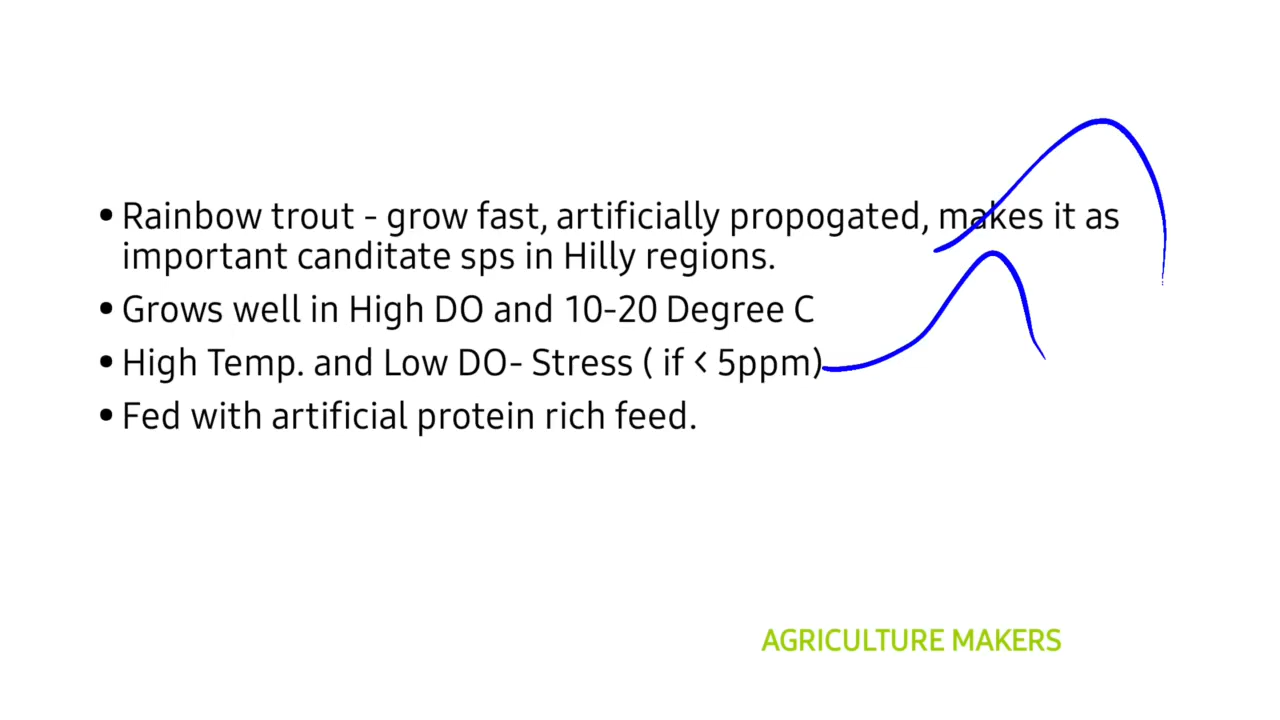 • Rainbow trout - grow fast, artificially propogated, makes it as
important canditate sps in Hilly regions.
• Grows well in High DO and 10-20 Degree C
• High Temp. and Low DO- Stress ( if < 5ppm)
• Fed with artificial protein rich feed.
AGRICULTURE MAKERS